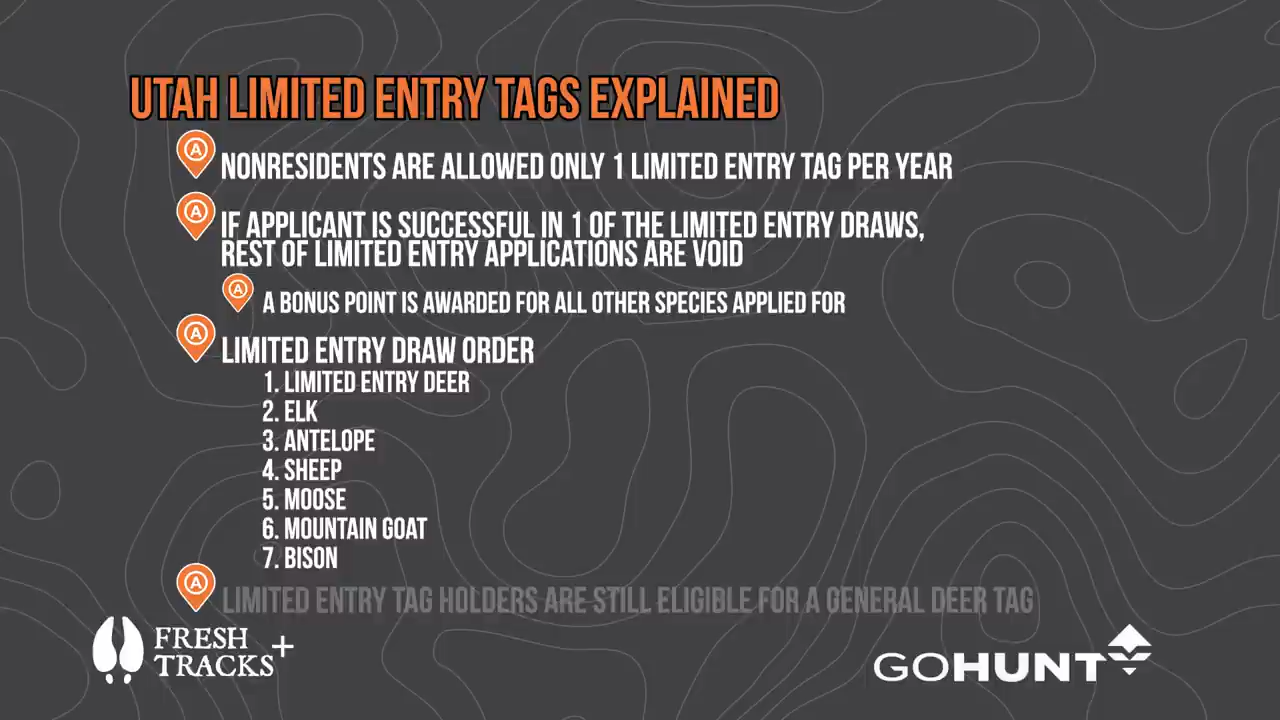 UTAH LIMITED ENTRY TAGS EXPLAINED
A NONRESIDENTS ARE ALLOWED ONLY 1 LIMITED ENTRY TAG PER YEAR
A IF APPLICANT IS SUCCESSFUL IN 1 OF THE LIMITED ENTRY DRAWS,
REST OF LIMITED ENTRY APPLICATIONS ARE VOID
A A BONUS POINT IS AWARDED FOR ALL OTHER SPECIES APPLIED FOR
A LIMITED ENTRY DRAW ORDER
1. LIMITED ENTRY DEER
2. ELK
3. ANTELOPE
4. SHEEP
5. MOOSE
6. MOUNTAIN GOAT
7. BISON
A LIMITED ENTRY TAG HOLDERS ARE STILL ELIGIBLE FOR A GENERAL DEER TAG
FRESH
TRACKS+
GOHUNT